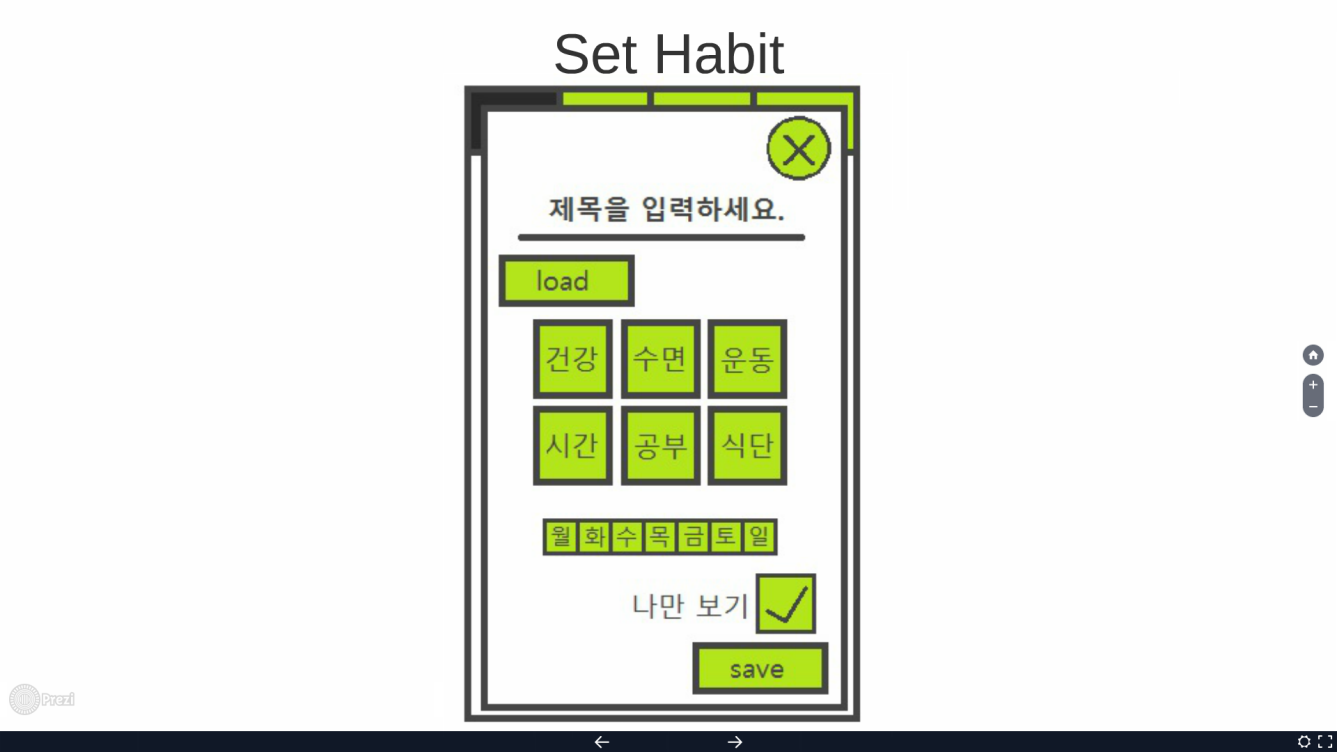 Set Habit
제목을 입력하세요.
load
건강 수면 운동
시간 공부 식단
월 화 수 목 금 토 일
나만 보기
save
Prezi